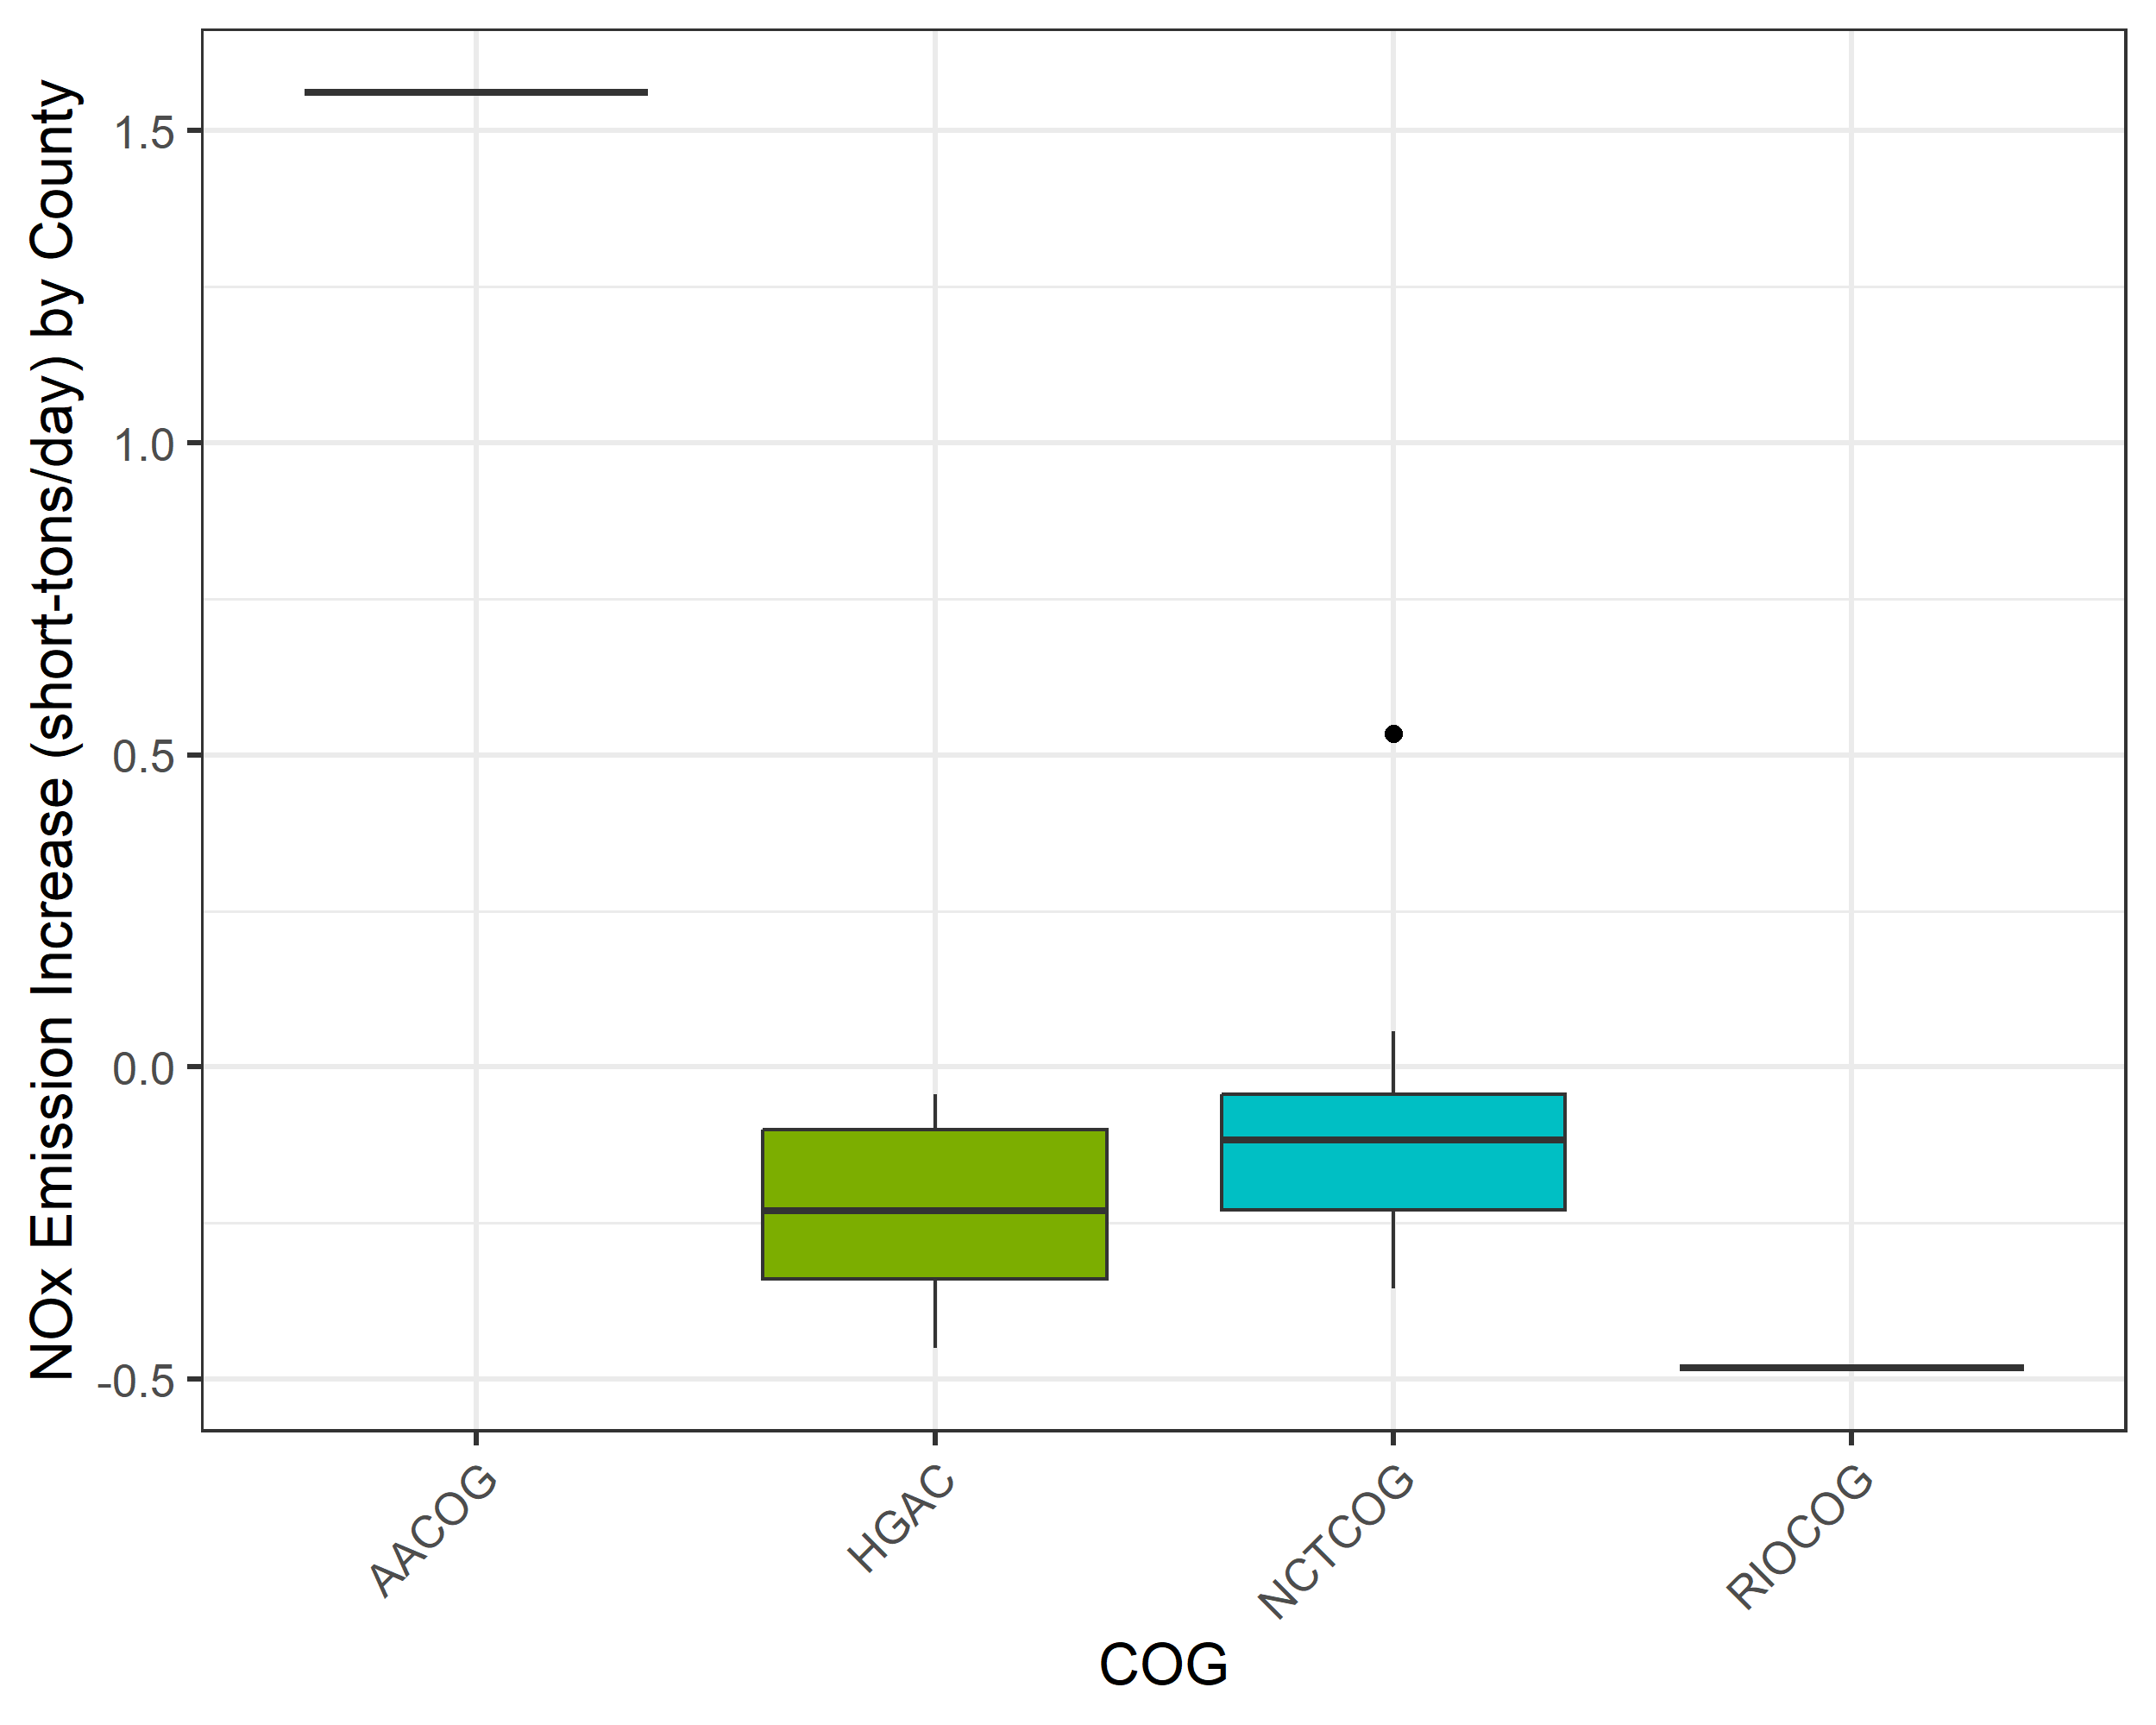 NOx Emission Increase (short-tons/day) by County
1.5
1.0
0.5
0.0
-0.5
AACOG
HGAC
NCTCOG
RIOCOG
COG